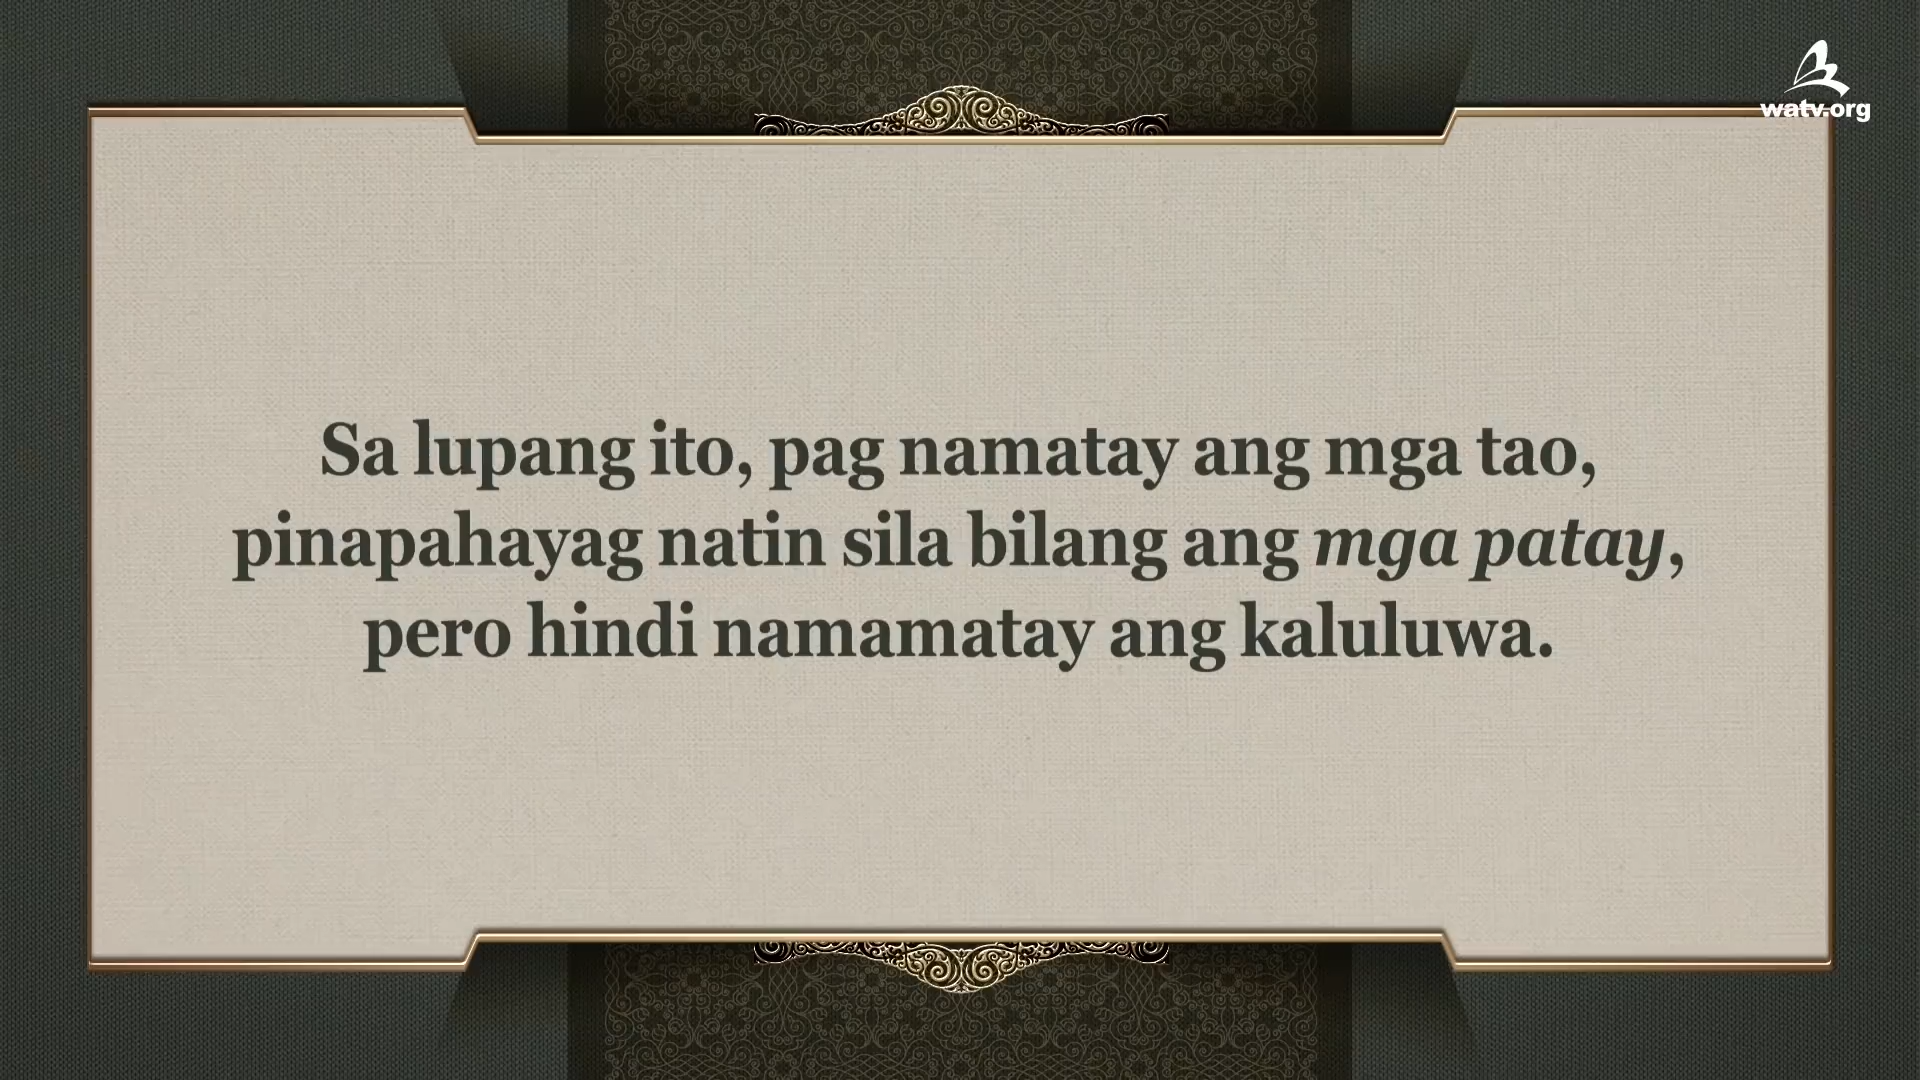 watv.org
Sa lupang ito, pag namatay ang mga tao,
pinapahayag natin sila bilang ang mga patay,
pero hindi namamatay ang kaluluwa.